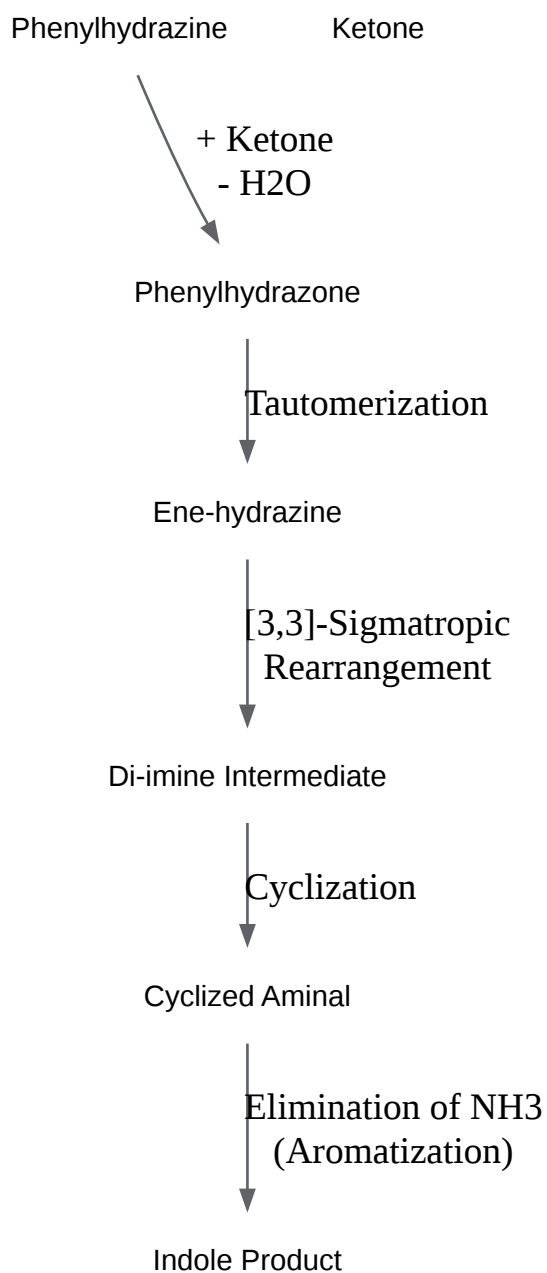 Phenylhydrazine Ketone
+ Ketone
- H2O
Phenylhydrazone
Tautomerization
Ene-hydrazine
[3,3]-Sigmatropic
Rearrangement
Di-imine Intermediate
Cyclization
Cyclized Aminal
Elimination of NH3
(Aromatization)
Indole Product